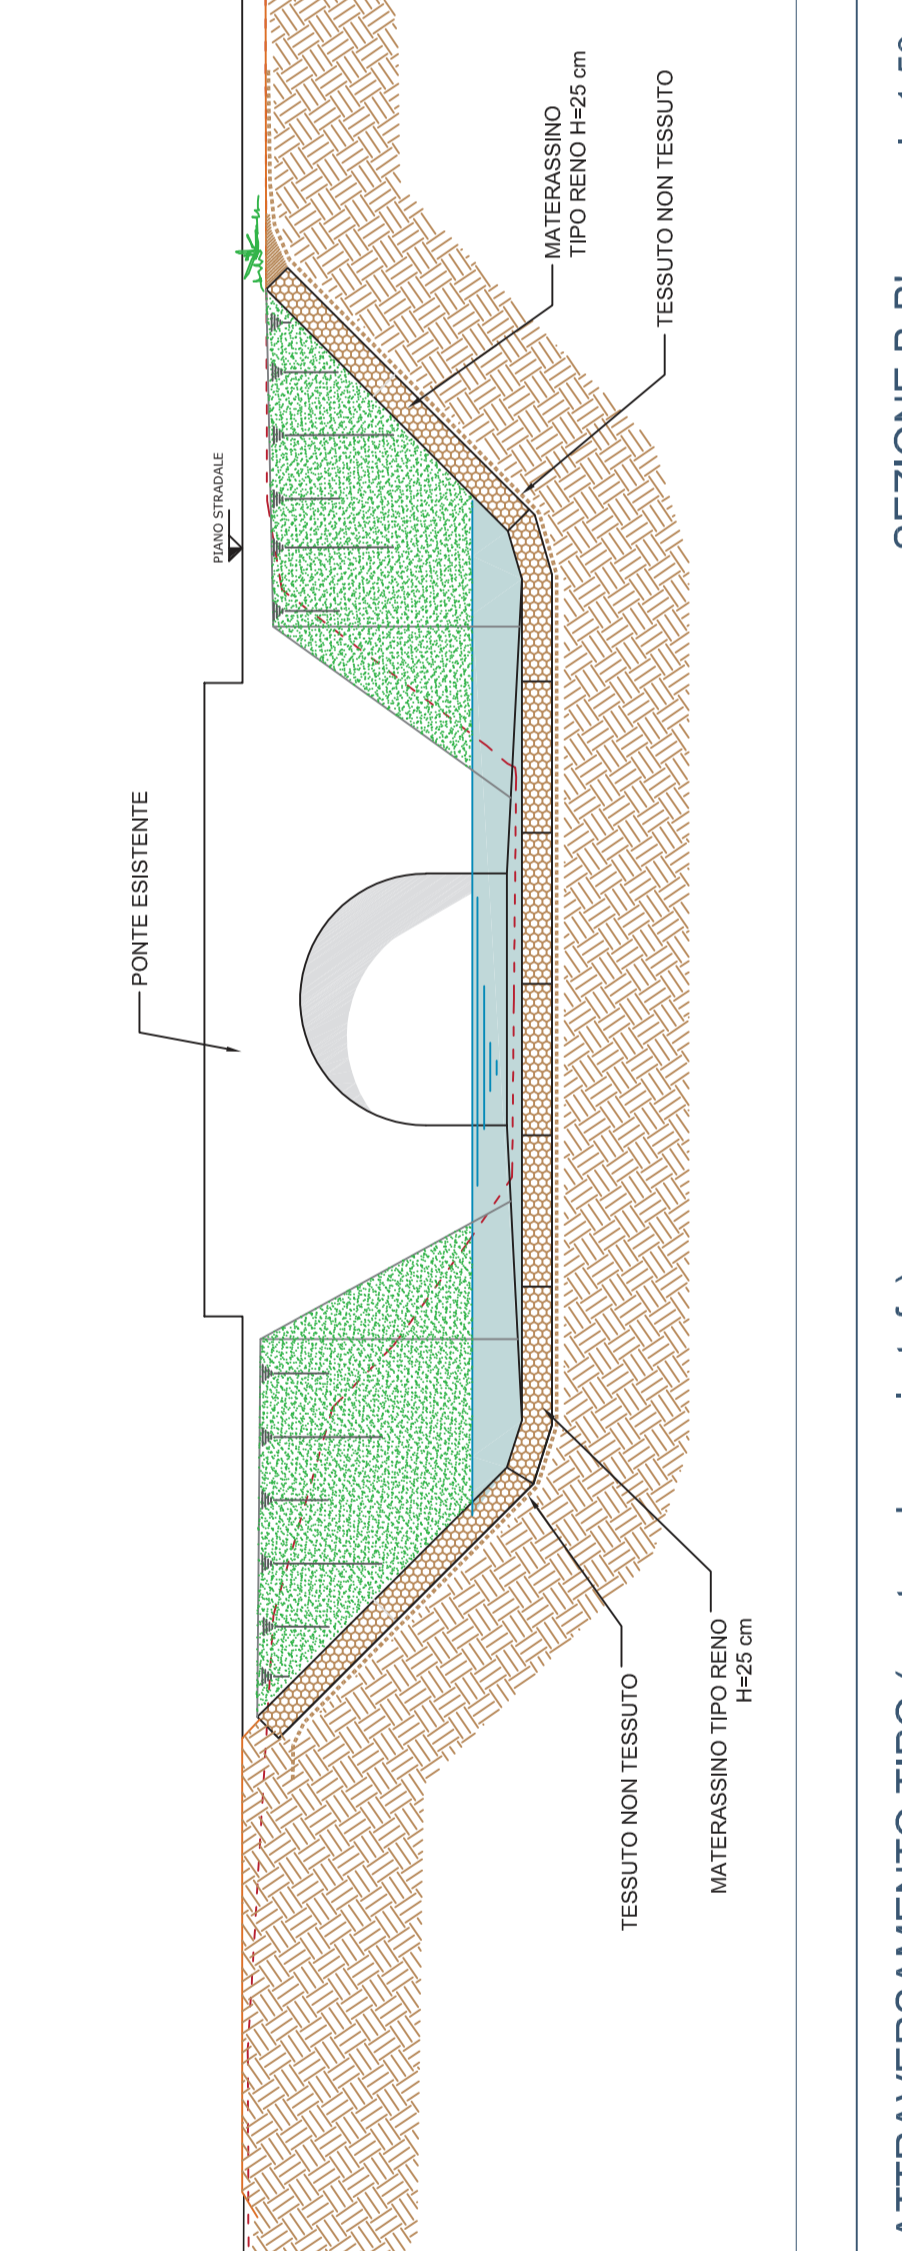 PONTE ESISTENTE
PIANO STRADALE
MATERASSINO
TIPO RENO H=25 cm
TESSUTO NON TESSUTO
TESSUTO NON TESSUTO
MATERASSINO TIPO RENO
H=25 cm